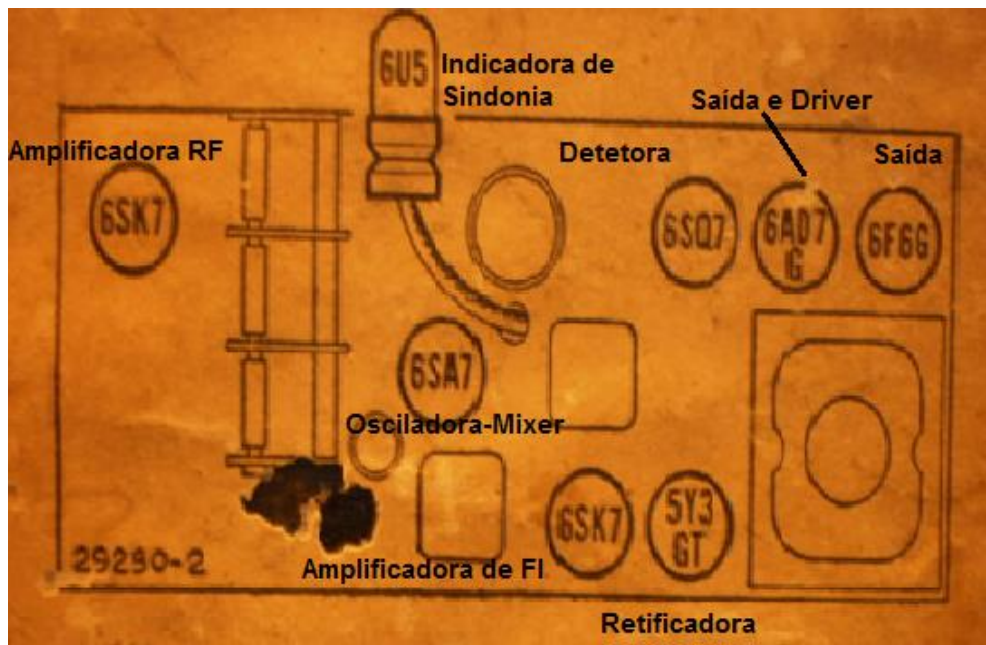 6U5
Indicadora de
Sindonia
Saída e Driver
Amplificadora RF
Detetora
Saída
6SK7
6SQ7
6AD7
G
6F6G
6SA7
Osciladora-Mixer
6SK7
5Y3
GT
29290-2
Amplificadora de FI
Retificadora